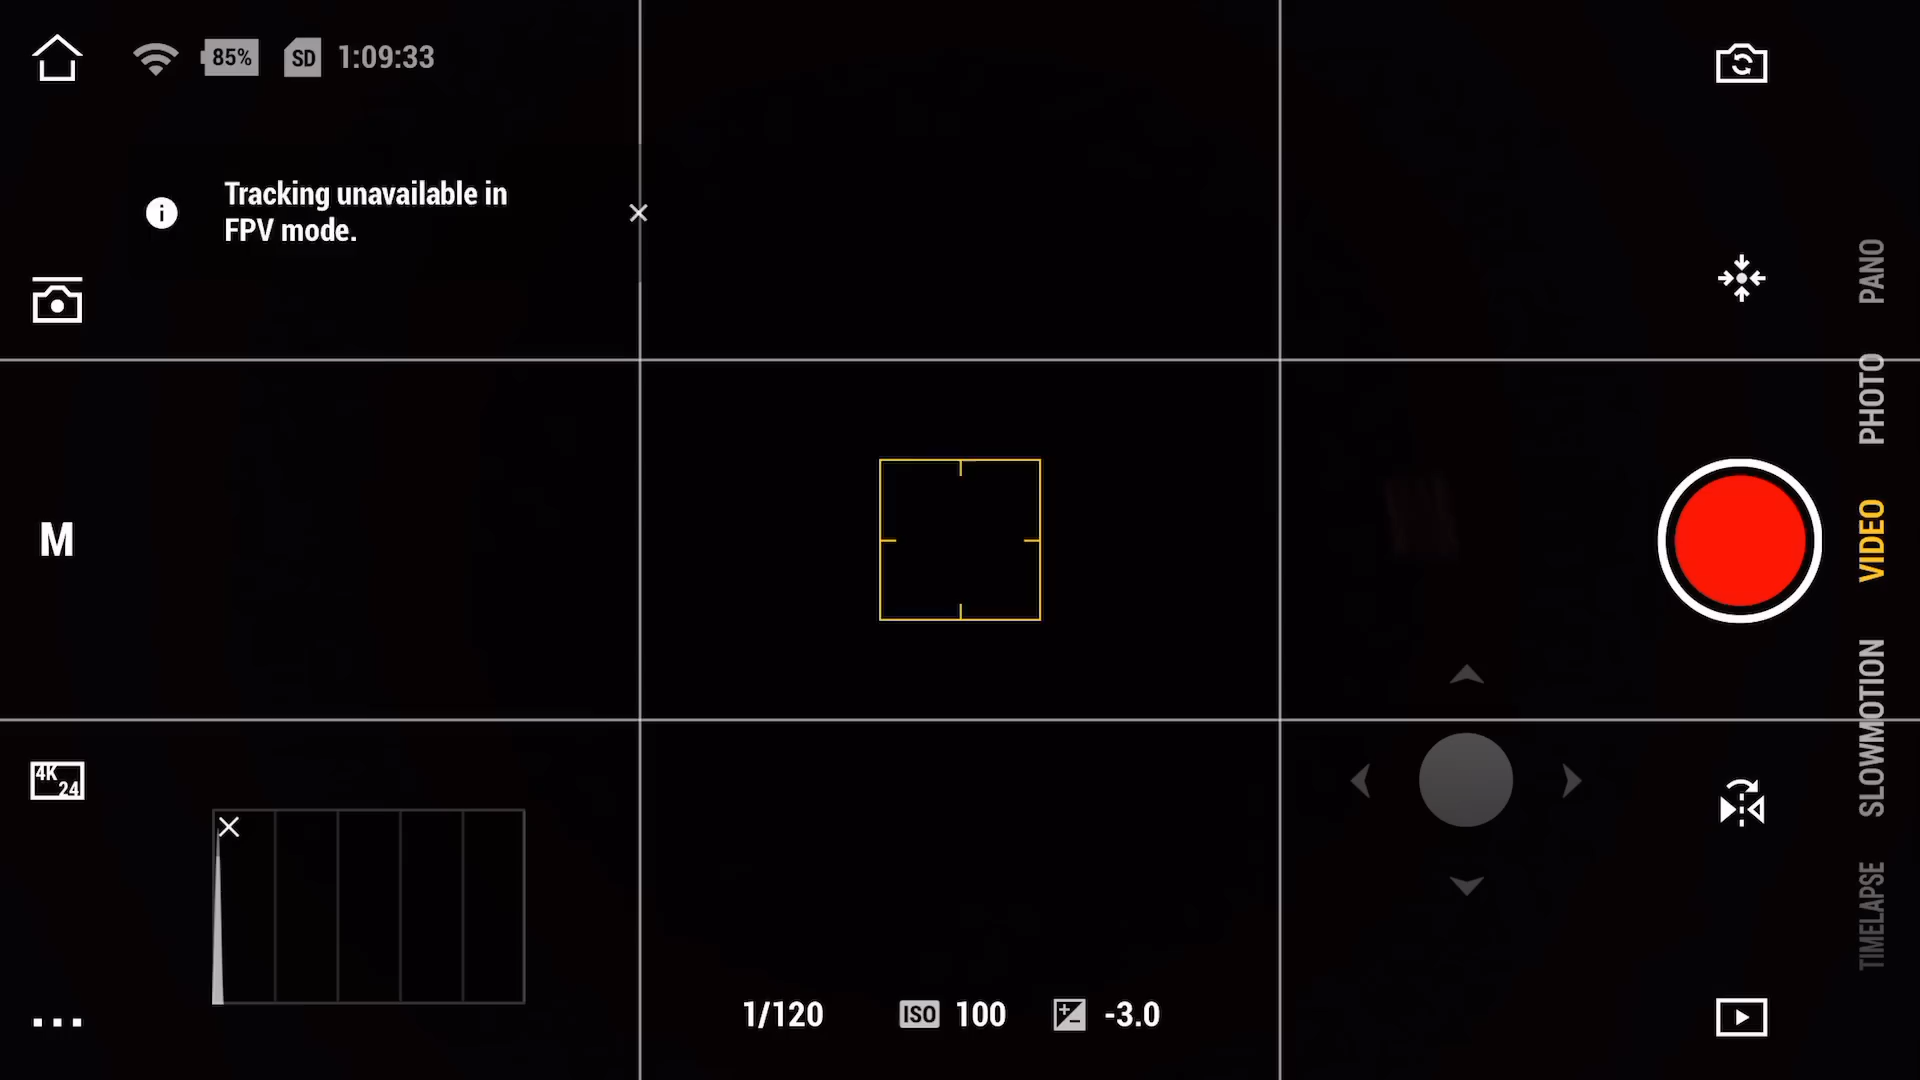 85%
SD
1:09:33
Tracking unavailable in
FPV mode.
PANO
PHOTO
VIDEO
SLOWMOTION
TIMELAPSE
M
4K
24
1/120
ISO
100
-3.0